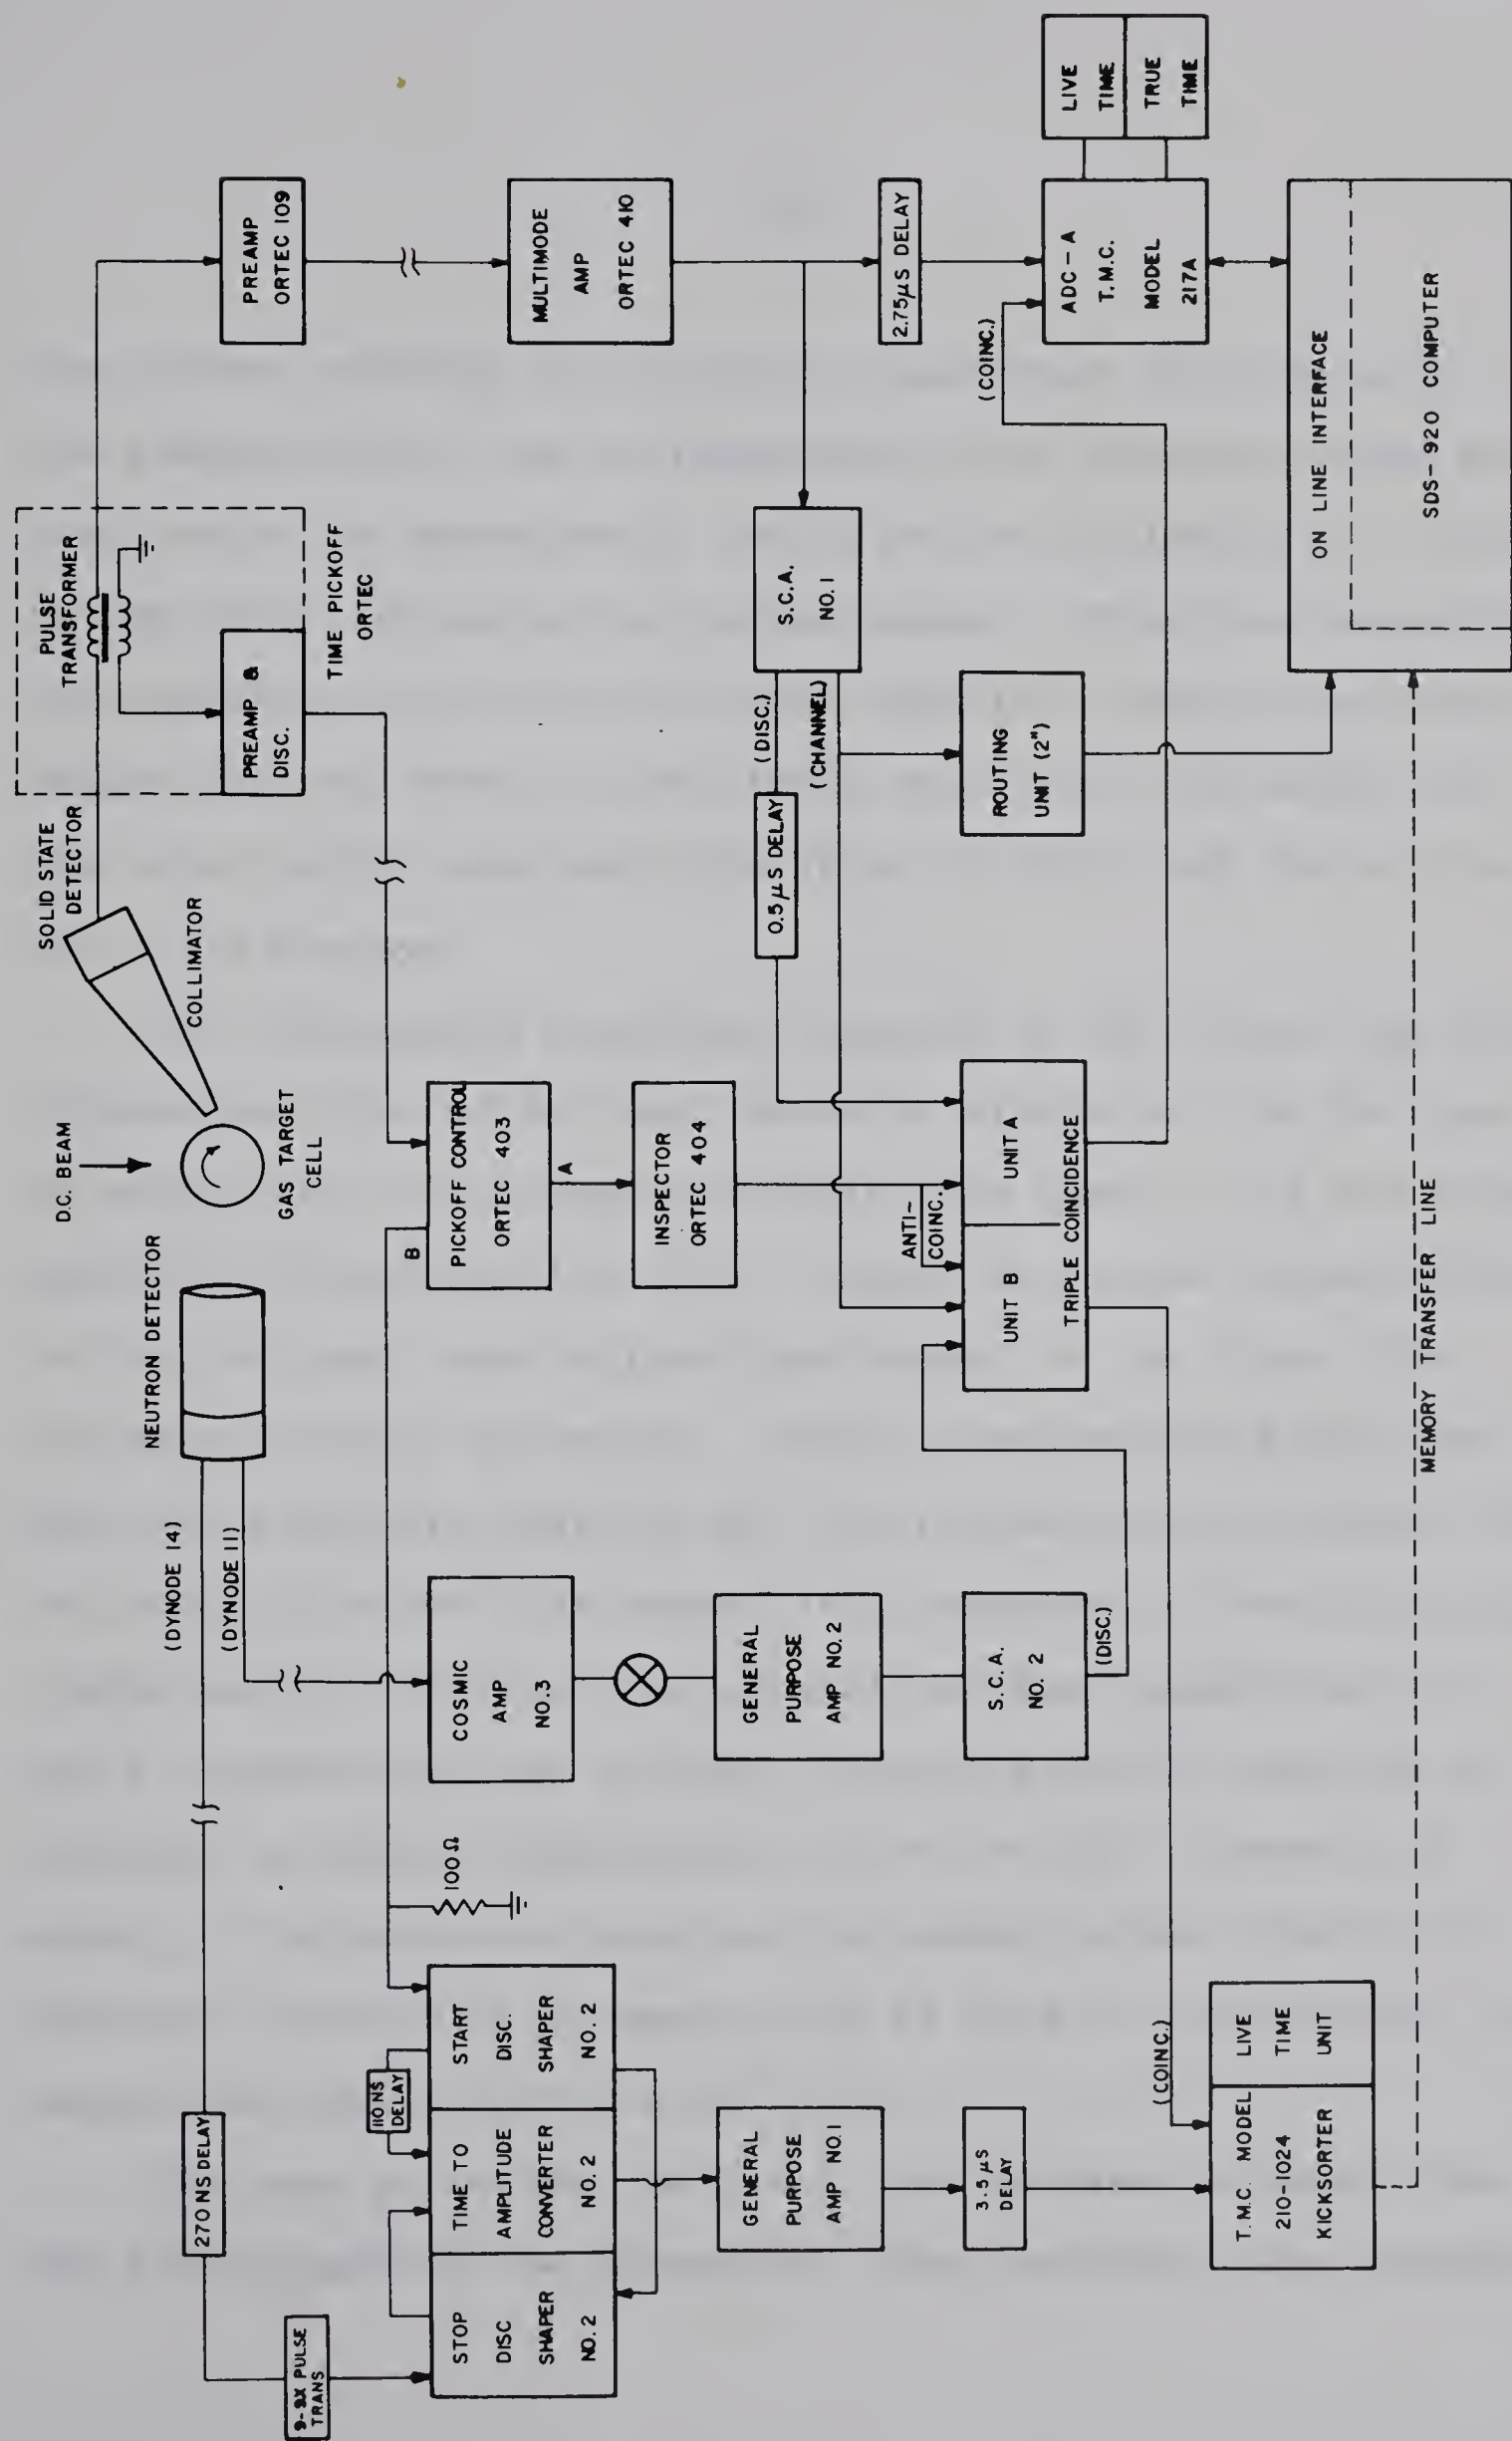 D.C. BEAM
SOLID STATE
DETECTOR
COLLIMATOR
GAS TARGET
CELL
NEUTRON DETECTOR
(DYNODE 14)
(DYNODE 11)
PULSE
TRANSFORMER
PREAMP &
DISC.
TIME PICKOFF
ORTEC
PREAMP
ORTEC 109
270 NS DELAY
PULSE
TRANS
100 Ω
STOP
DISC
SHAPER
NO. 2
TIME TO
AMPLITUDE
CONVERTER
NO. 2
START
DISC.
SHAPER
NO. 2
110 NS
DELAY
COSMIC
AMP
NO.3
B
PICKOFF CONTROL
ORTEC 403
A
INSPECTOR
ORTEC 404
MULTIMODE
AMP
ORTEC 410
GENERAL
PURPOSE
AMP NO.1
GENERAL
PURPOSE
AMP NO.2
0.5 µS DELAY
(DISC.)
(CHANNEL)
S.C.A.
NO. 1
2.75µS DELAY
3.5 µS
DELAY
S.C.A.
NO. 2
(DISC.)
ANTI-
COINC.
UNIT B
UNIT A
TRIPLE COINCIDENCE
ROUTING
UNIT (2ⁿ)
(COINC.)
ADC-A
T.M.C.
MODEL
217A
LIVE
TIME
TRUE
TIME
(COINC.)
T.M.C. MODEL
210-1024
KICKSORTER
LIVE
TIME
UNIT
MEMORY TRANSFER LINE
ON LINE INTERFACE
SDS-920 COMPUTER